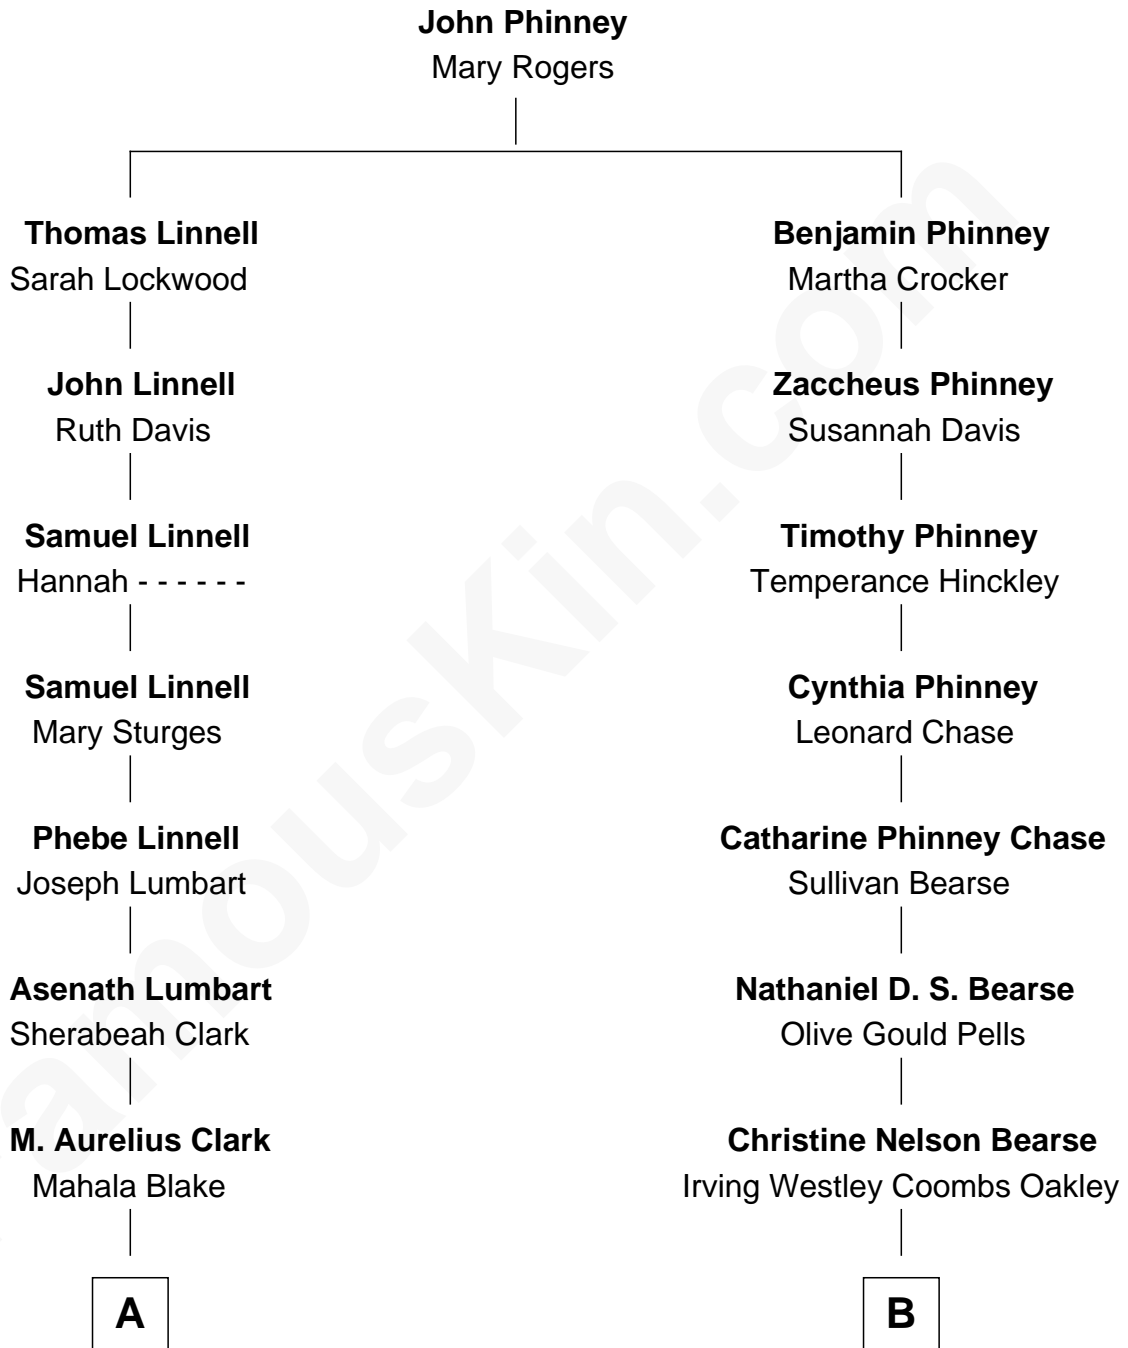 John Phinney
Mary Rogers
Thomas Linnell
Sarah Lockwood
John Linnell
Ruth Davis
Samuel Linnell
Hannah - - - - - -
Samuel Linnell
Mary Sturges
Phebe Linnell
Joseph Lumbart
Asenath Lumbart
Sherabeah Clark
M. Aurelius Clark
Mahala Blake
A
Benjamin Phinney
Martha Crocker
Zaccheus Phinney
Susannah Davis
Timothy Phinney
Temperance Hinckley
Cynthia Phinney
Leonard Chase
Catharine Phinney Chase
Sullivan Bearse
Nathaniel D. S. Bearse
Olive Gould Pells
Christine Nelson Bearse
Irving Westley Coombs Oakley
B
amousKin.com